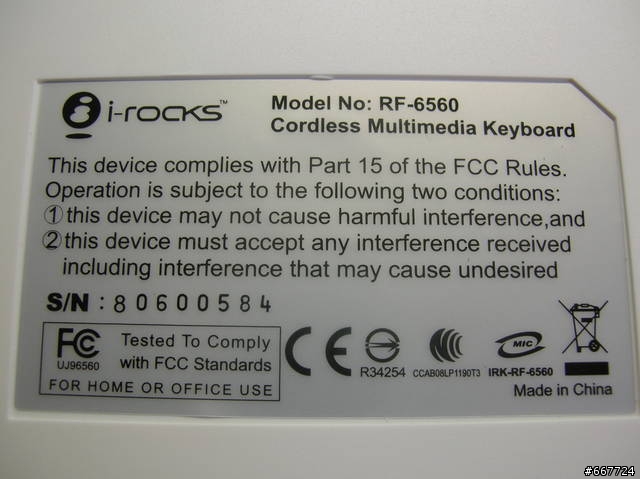 i-rocks™
Model No: RF-6560
Cordless Multimedia Keyboard
This device complies with Part 15 of the FCC Rules.
Operation is subject to the following two conditions:
① this device may not cause harmful interference,and
② this device must accept any interference received
including interference that may cause undesired
S/N : 80600584
FC
UJ96560
Tested To Comply
with FCC Standards
FOR HOME OR OFFICE USE
CE
R34254
CCAB08LP1190T3
MIC
IRK-RF-6560
Made in China
#667724